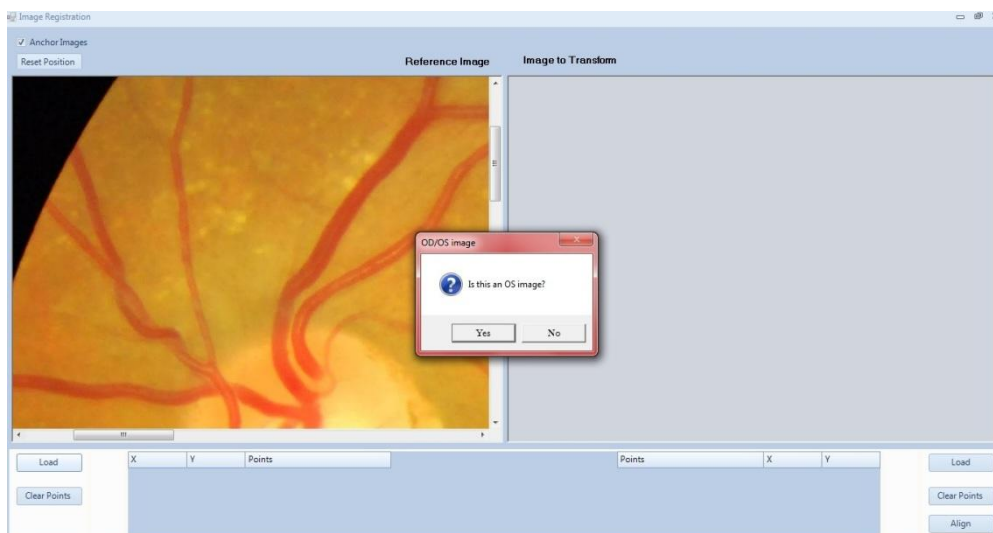 Image Registration
Anchor Images
Reset Position
Reference Image
Image to Transform
OD/OS image
Is this an OS image?
Yes
No
Load
X
Y
Points
Points
X
Y
Load
Clear Points
Clear Points
Align